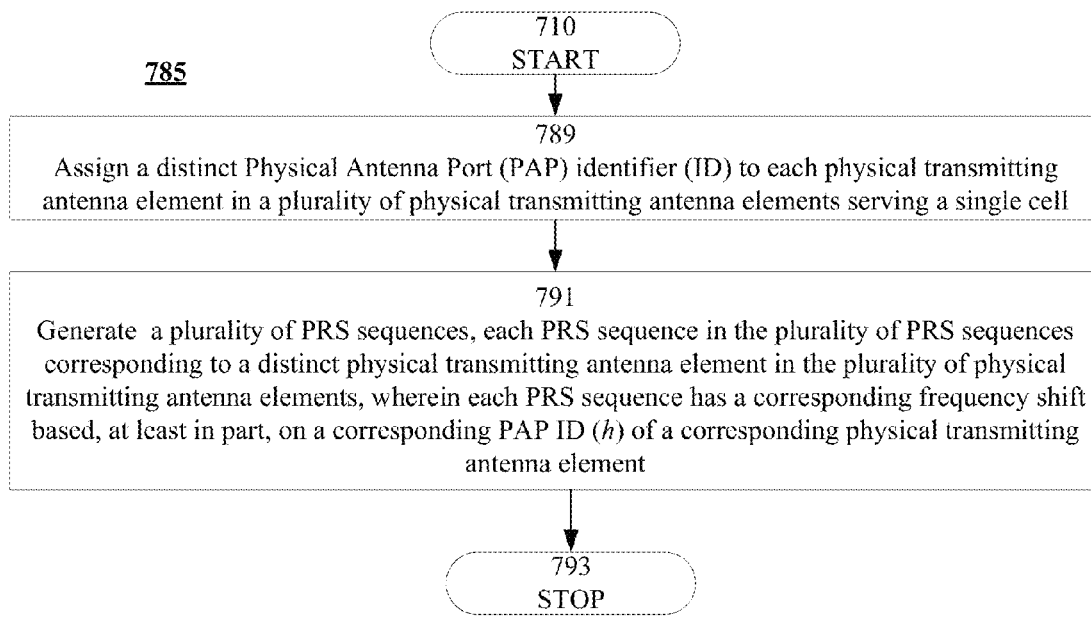 710
START
785
789
Assign a distinct Physical Antenna Port (PAP) identifier (ID) to each physical transmitting
antenna element in a plurality of physical transmitting antenna elements serving a single cell
791
Generate a plurality of PRS sequences, each PRS sequence in the plurality of PRS sequences
corresponding to a distinct physical transmitting antenna element in the plurality of physical
transmitting antenna elements, wherein each PRS sequence has a corresponding frequency shift
based, at least in part, on a corresponding PAP ID (h) of a corresponding physical transmitting
antenna element
793
STOP